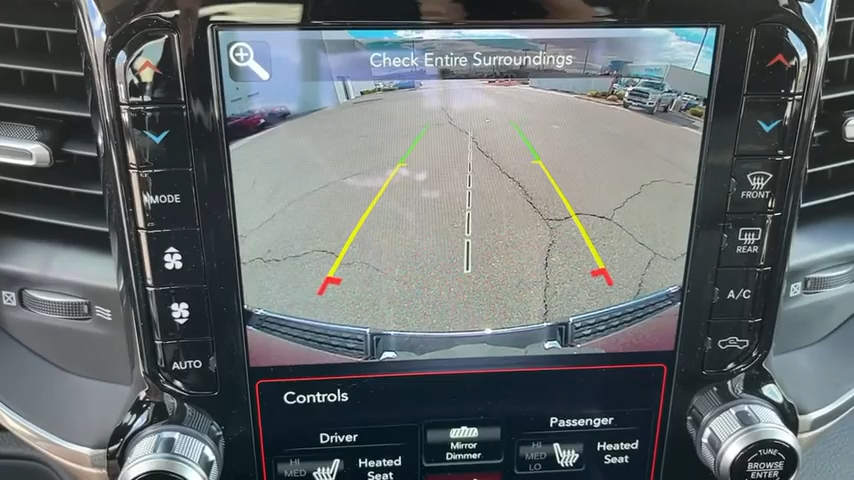 Check Entire Surroundings
MODE
FRONT
REAR
A/C
AUTO
Controls
Driver
Passenger
HI
MED
Heated
Seat
Mirror
Dimmer
HI
MED
LO
Heated
Seat
TUNE
BROWSE
ENTER